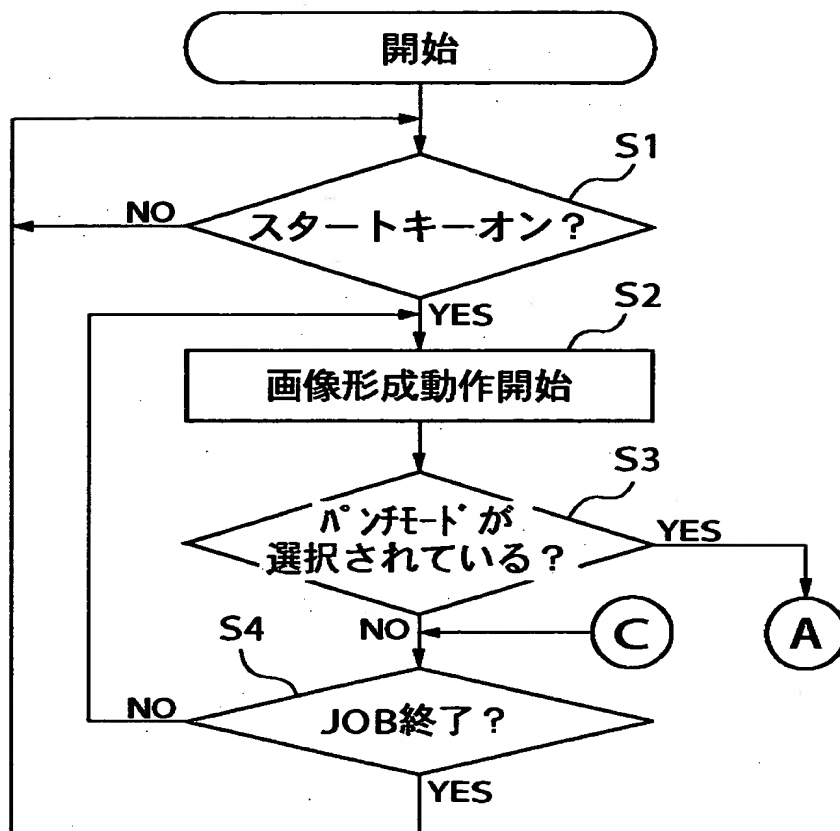 開始
S1
NO
スタートキーオン？
YES
S2
画像形成動作開始
S3
ﾊﾟﾝﾁﾓｰﾄﾞが
選択されている？
YES
NO
C
A
S4
NO
JOB終了？
YES